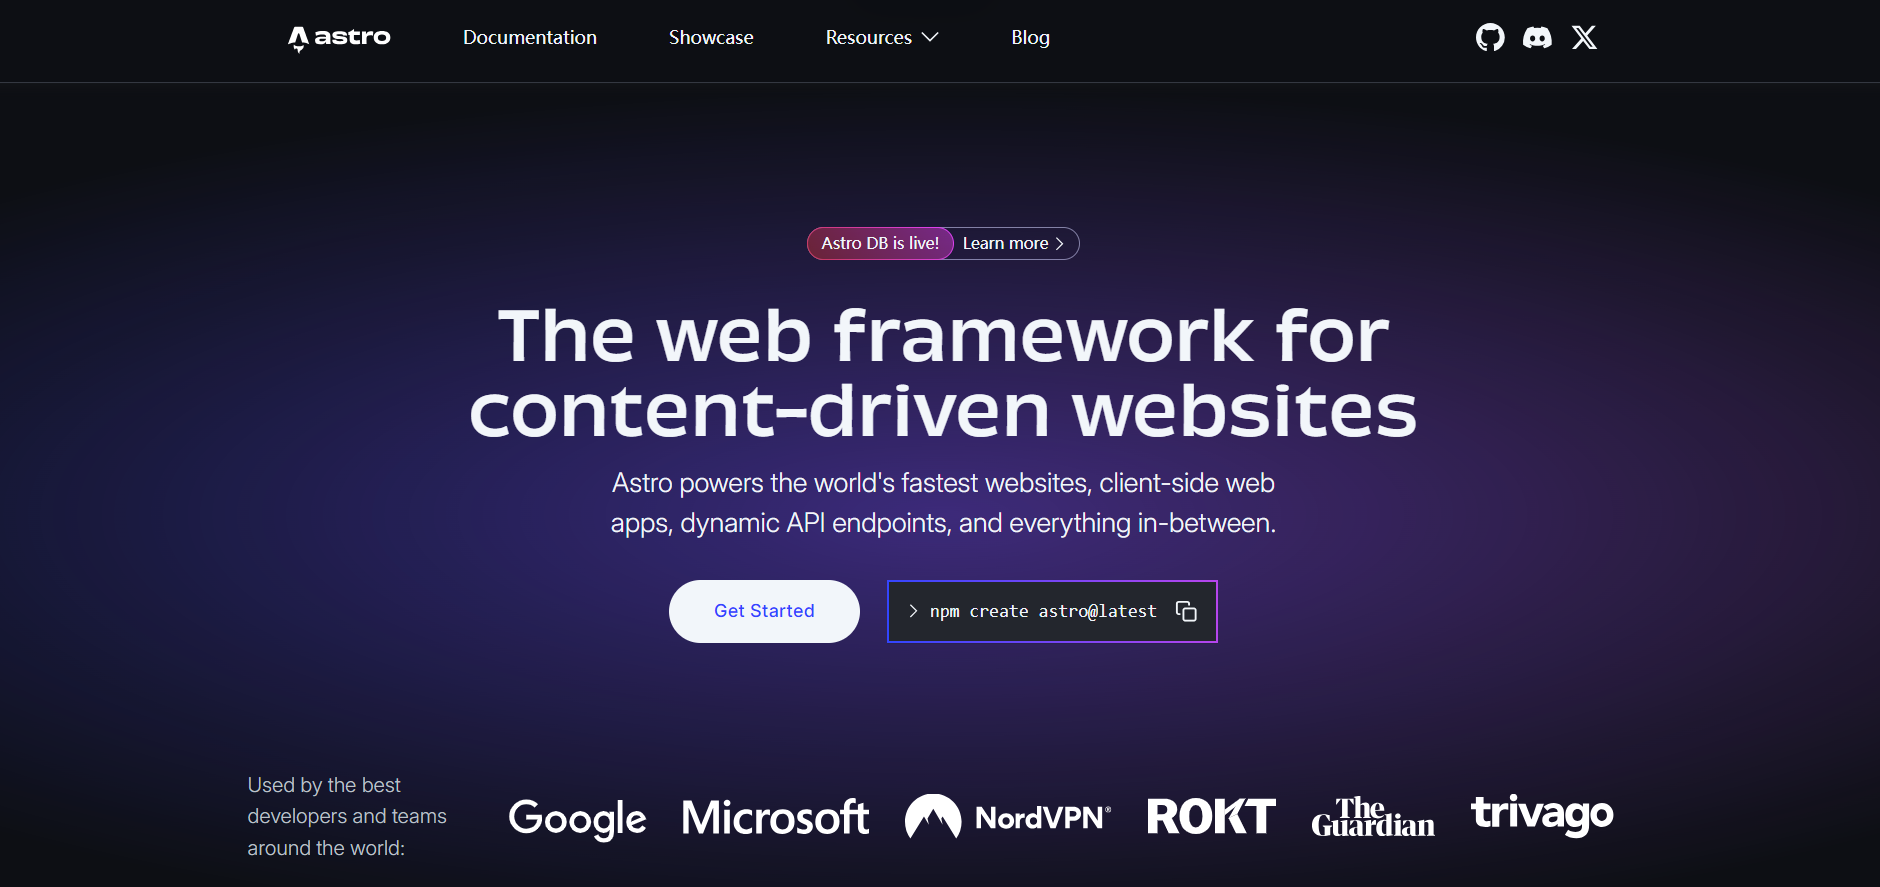 astro
Documentation
Showcase
Resources
Blog
Astro DB is live!
Learn more
The web framework for
content-driven websites
Astro powers the world's fastest websites, client-side web
apps, dynamic API endpoints, and everything in-between.
Get Started
> npm create astro@latest
Used by the best
developers and teams
around the world:
Google
Microsoft
NordVPN®
ROKT
The
Guardian
trivago